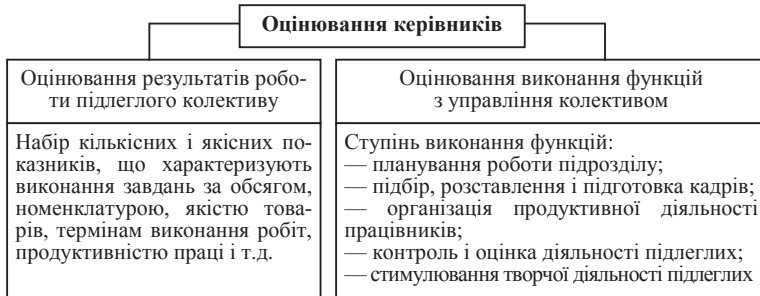 Оцінювання керівників
Оцінювання результатів робо-
ти підлеглого колективу
Набір кількісних і якісних по-
казників, що характеризують
виконання завдань за обсягом,
номенклатурою, якістю това-
рів, термінам виконання робіт,
продуктивністю праці і т.д.
Оцінювання виконання функцій
з управління колективом
Ступінь виконання функцій:
— планування роботи підрозділу;
— підбір, розставлення і підготовка кадрів;
— організація продуктивної діяльності
працівників;
— контроль і оцінка діяльності підлеглих;
— стимулювання творчої діяльності підлеглих